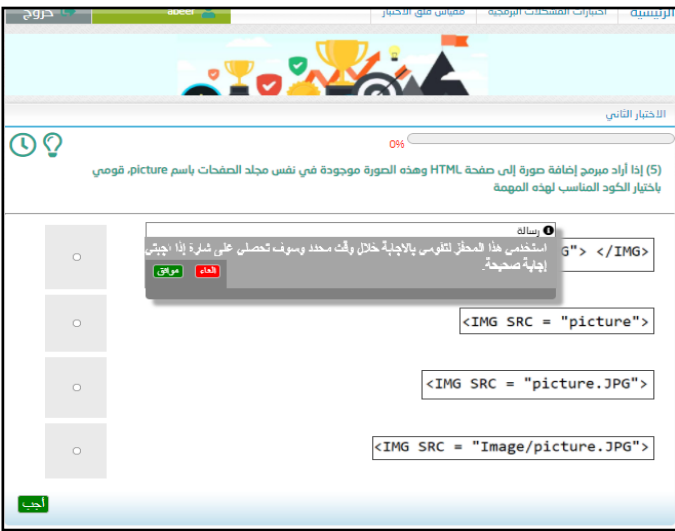 الرئيسية اختبارات المشكلات البرمجية مقياس قلق الاختبار abeer خروج
الاختبار الثاني
0%
(5) إذا أراد مبرمج إضافة صورة إلى صفحة HTML وهذه الصورة موجودة في نفس مجلد الصفحات باسم picture، قومي
باختيار الكود المناسب لهذه المهمة
رسالة
استخدمي هذا المحفز لتقومي بالاجابة خلال وقت محدد وسوف تحصلي على شارة إذا اجبتي
إجابة صحيحة.
الغاء موافق
G"> </IMG>
<IMG SRC = "picture">
<IMG SRC = "picture.JPG">
<IMG SRC = "Image/picture.JPG">
أجب